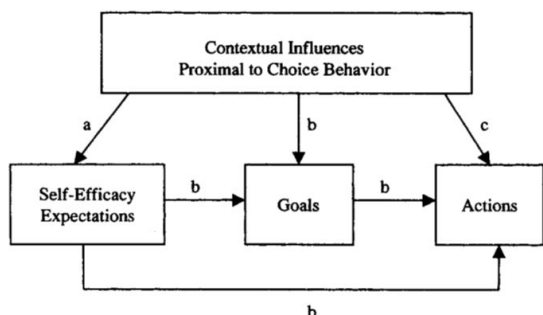 Contextual Influences
Proximal to Choice Behavior
a
b
c
Self-Efficacy
Expectations
b
Goals
b
Actions
b